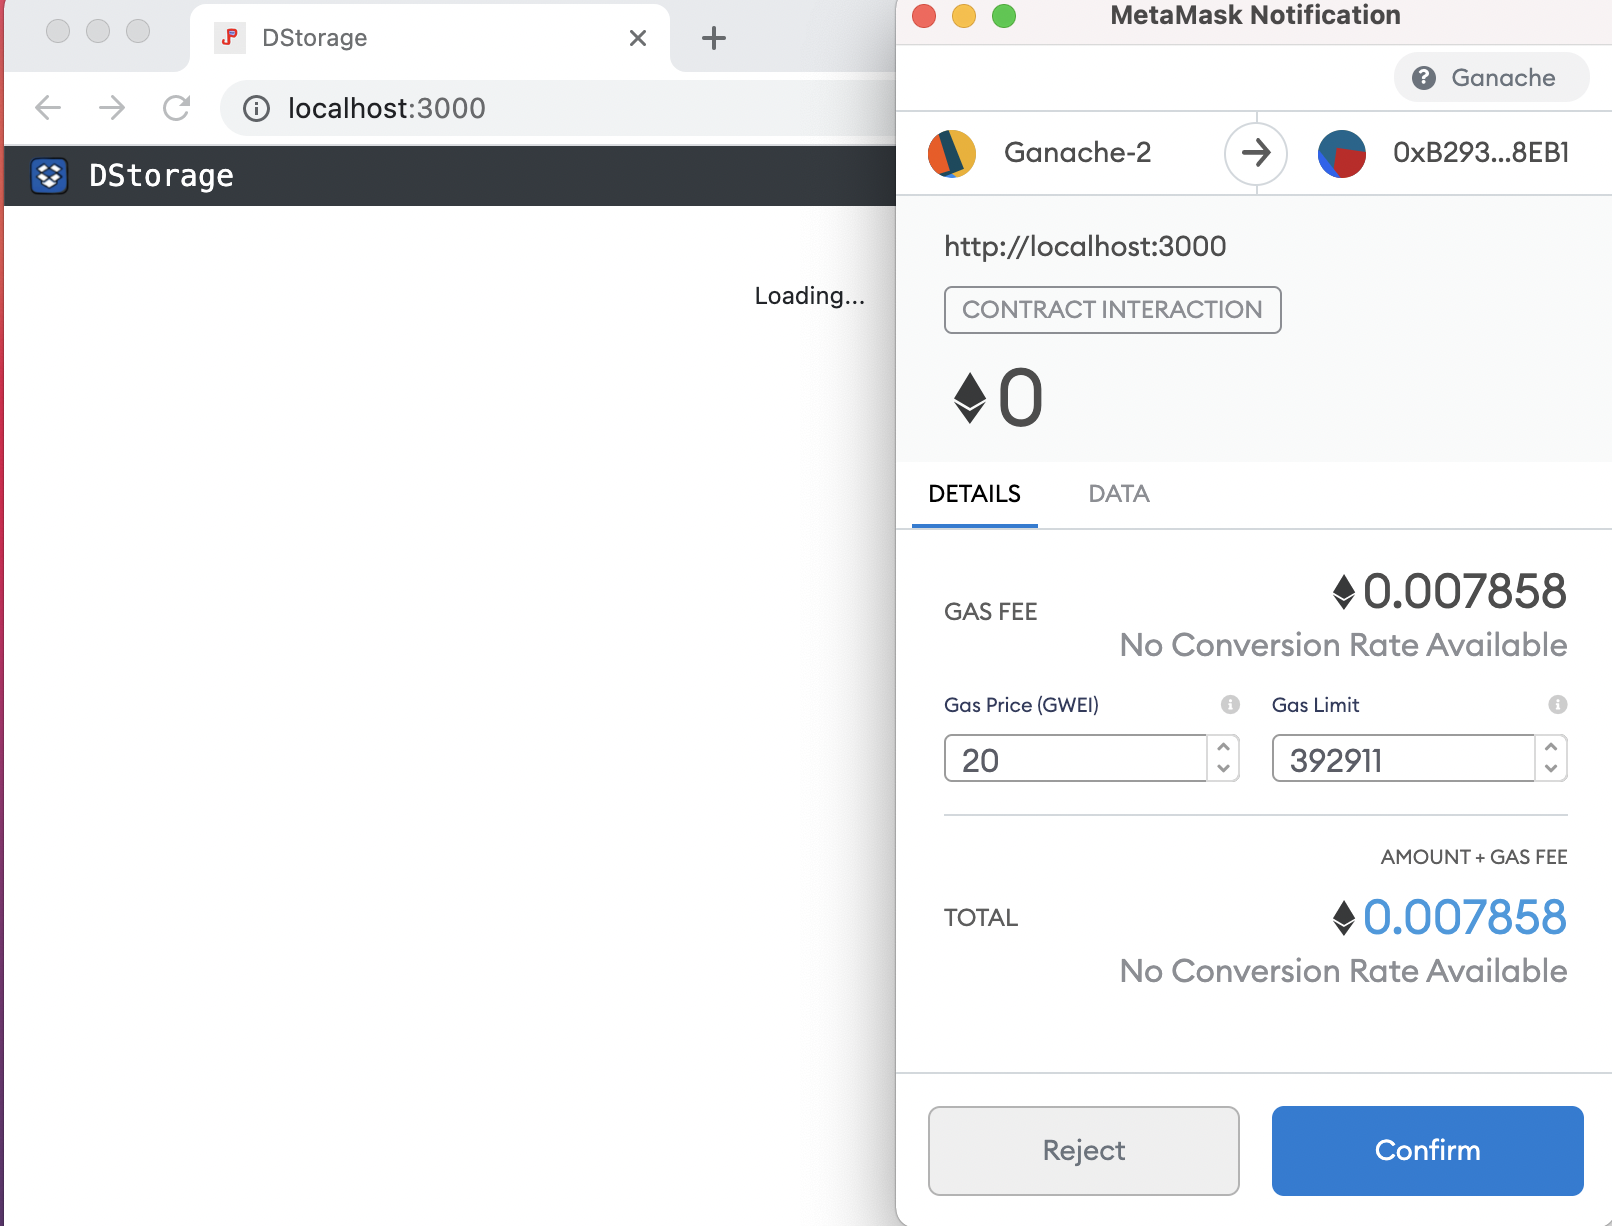 DStorage
localhost:3000
DStorage
Loading...
MetaMask Notification
Ganache
Ganache-2
0xB293...8EB1
http://localhost:3000
CONTRACT INTERACTION
0
DETAILS DATA
GAS FEE
0.007858
No Conversion Rate Available
Gas Price (GWEI) Gas Limit
20 392911
AMOUNT + GAS FEE
TOTAL
0.007858
No Conversion Rate Available
Reject Confirm